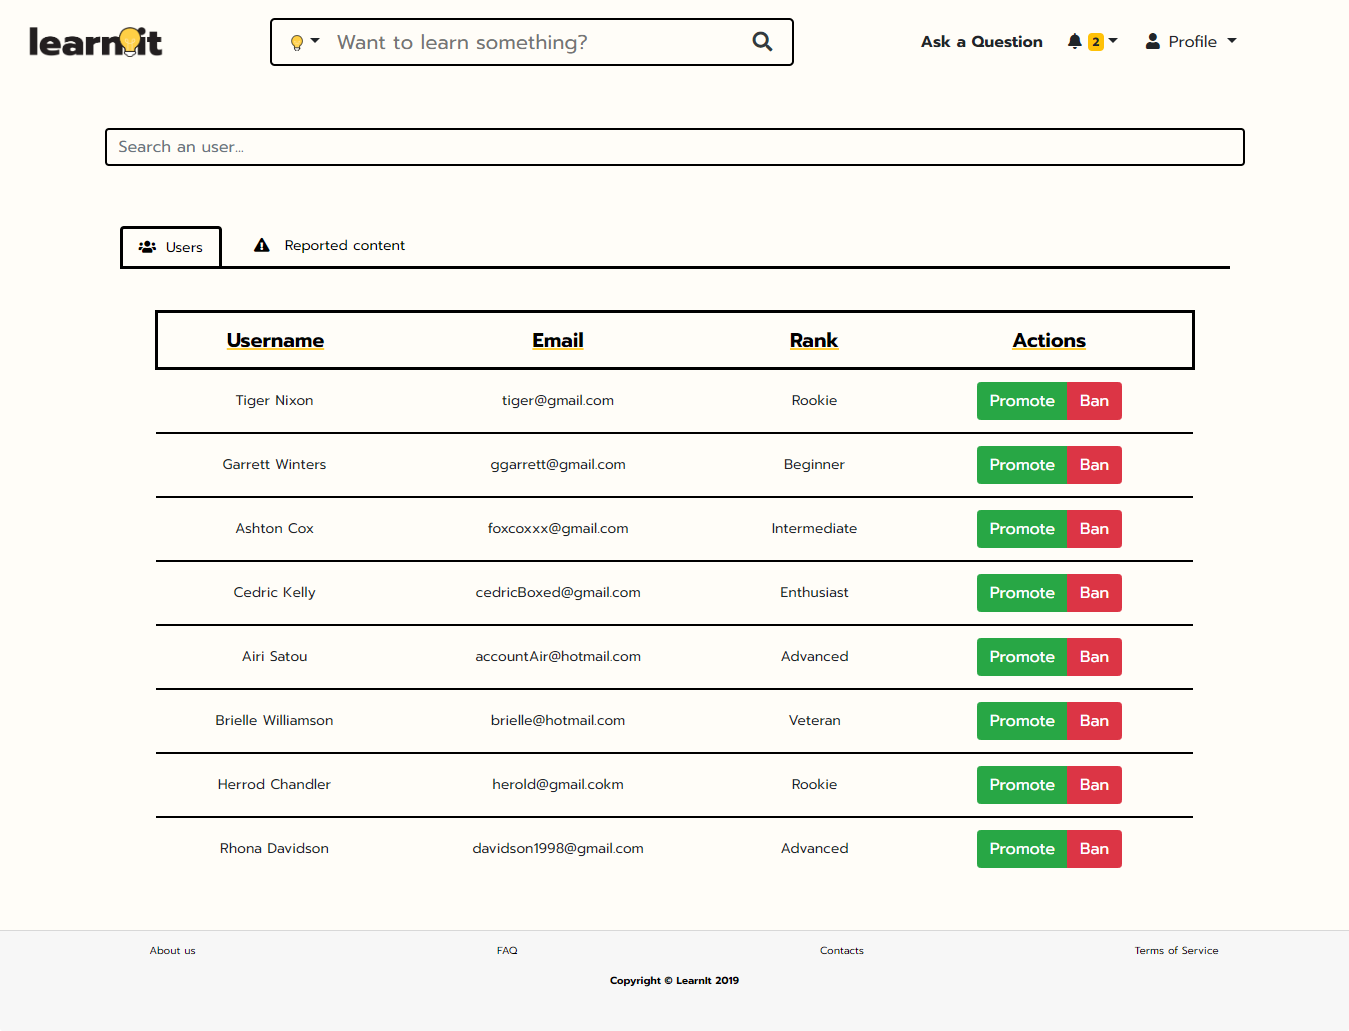 learnit
Want to learn something?
Ask a Question
2
Profile
Search an user...
Users
Reported content
Username Email Rank Actions
Tiger Nixon tiger@gmail.com Rookie Promote Ban
Garrett Winters ggarrett@gmail.com Beginner Promote Ban
Ashton Cox foxcoxxx@gmail.com Intermediate Promote Ban
Cedric Kelly cedricBoxed@gmail.com Enthusiast Promote Ban
Airi Satou accountAir@hotmail.com Advanced Promote Ban
Brielle Williamson brielle@hotmail.com Veteran Promote Ban
Herrod Chandler herold@gmail.cokm Rookie Promote Ban
Rhona Davidson davidson1998@gmail.com Advanced Promote Ban
About us FAQ Contacts Terms of Service
Copyright © LearnIt 2019